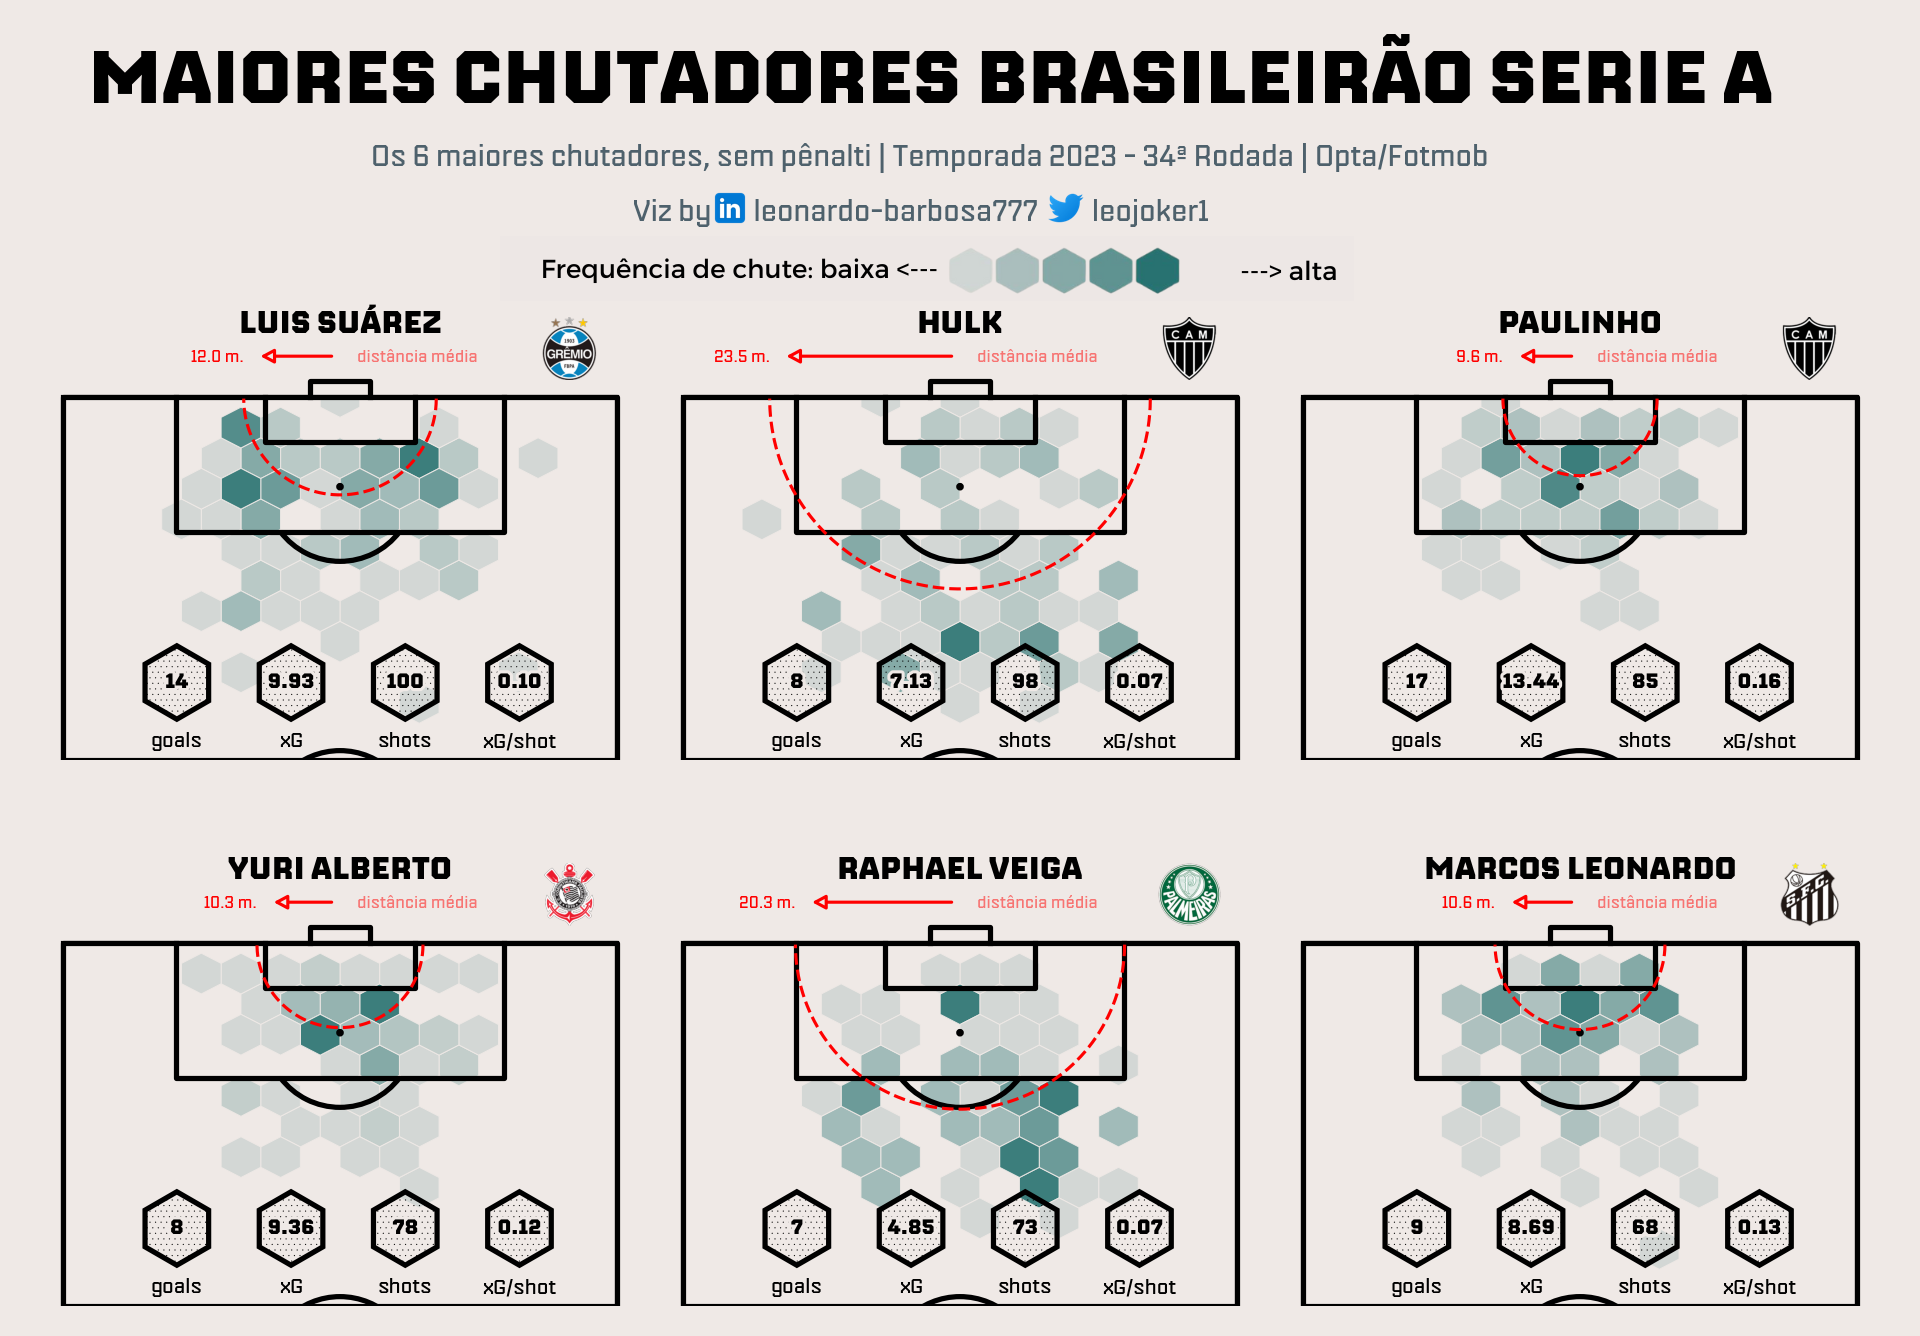 MAIORES CHUTADORES BRASILEIRÃO SERIE A
Os 6 maiores chutadores, sem pênalti | Temporada 2023 - 34ª Rodada | Opta/Fotmob
Viz by in leonardo-barbosa777 leojoker1
Frequência de chute: baixa <--- ---> alta
LUIS SUÁREZ
12.0 m. distância média
1903
GRÊMIO
FBPA
14 9.93 100 0.10
goals xG shots xG/shot
HULK
23.5 m. distância média
CAM
8 7.13 98 0.07
goals xG shots xG/shot
PAULINHO
9.6 m. distância média
CAM
17 13.44 85 0.16
goals xG shots xG/shot
YURI ALBERTO
10.3 m. distância média
8 9.36 78 0.12
goals xG shots xG/shot
RAPHAEL VEIGA
20.3 m. distância média
P
PALMEIRAS
7 4.85 73 0.07
goals xG shots xG/shot
MARCOS LEONARDO
10.6 m. distância média
S.F.C.
9 8.69 68 0.13
goals xG shots xG/shot